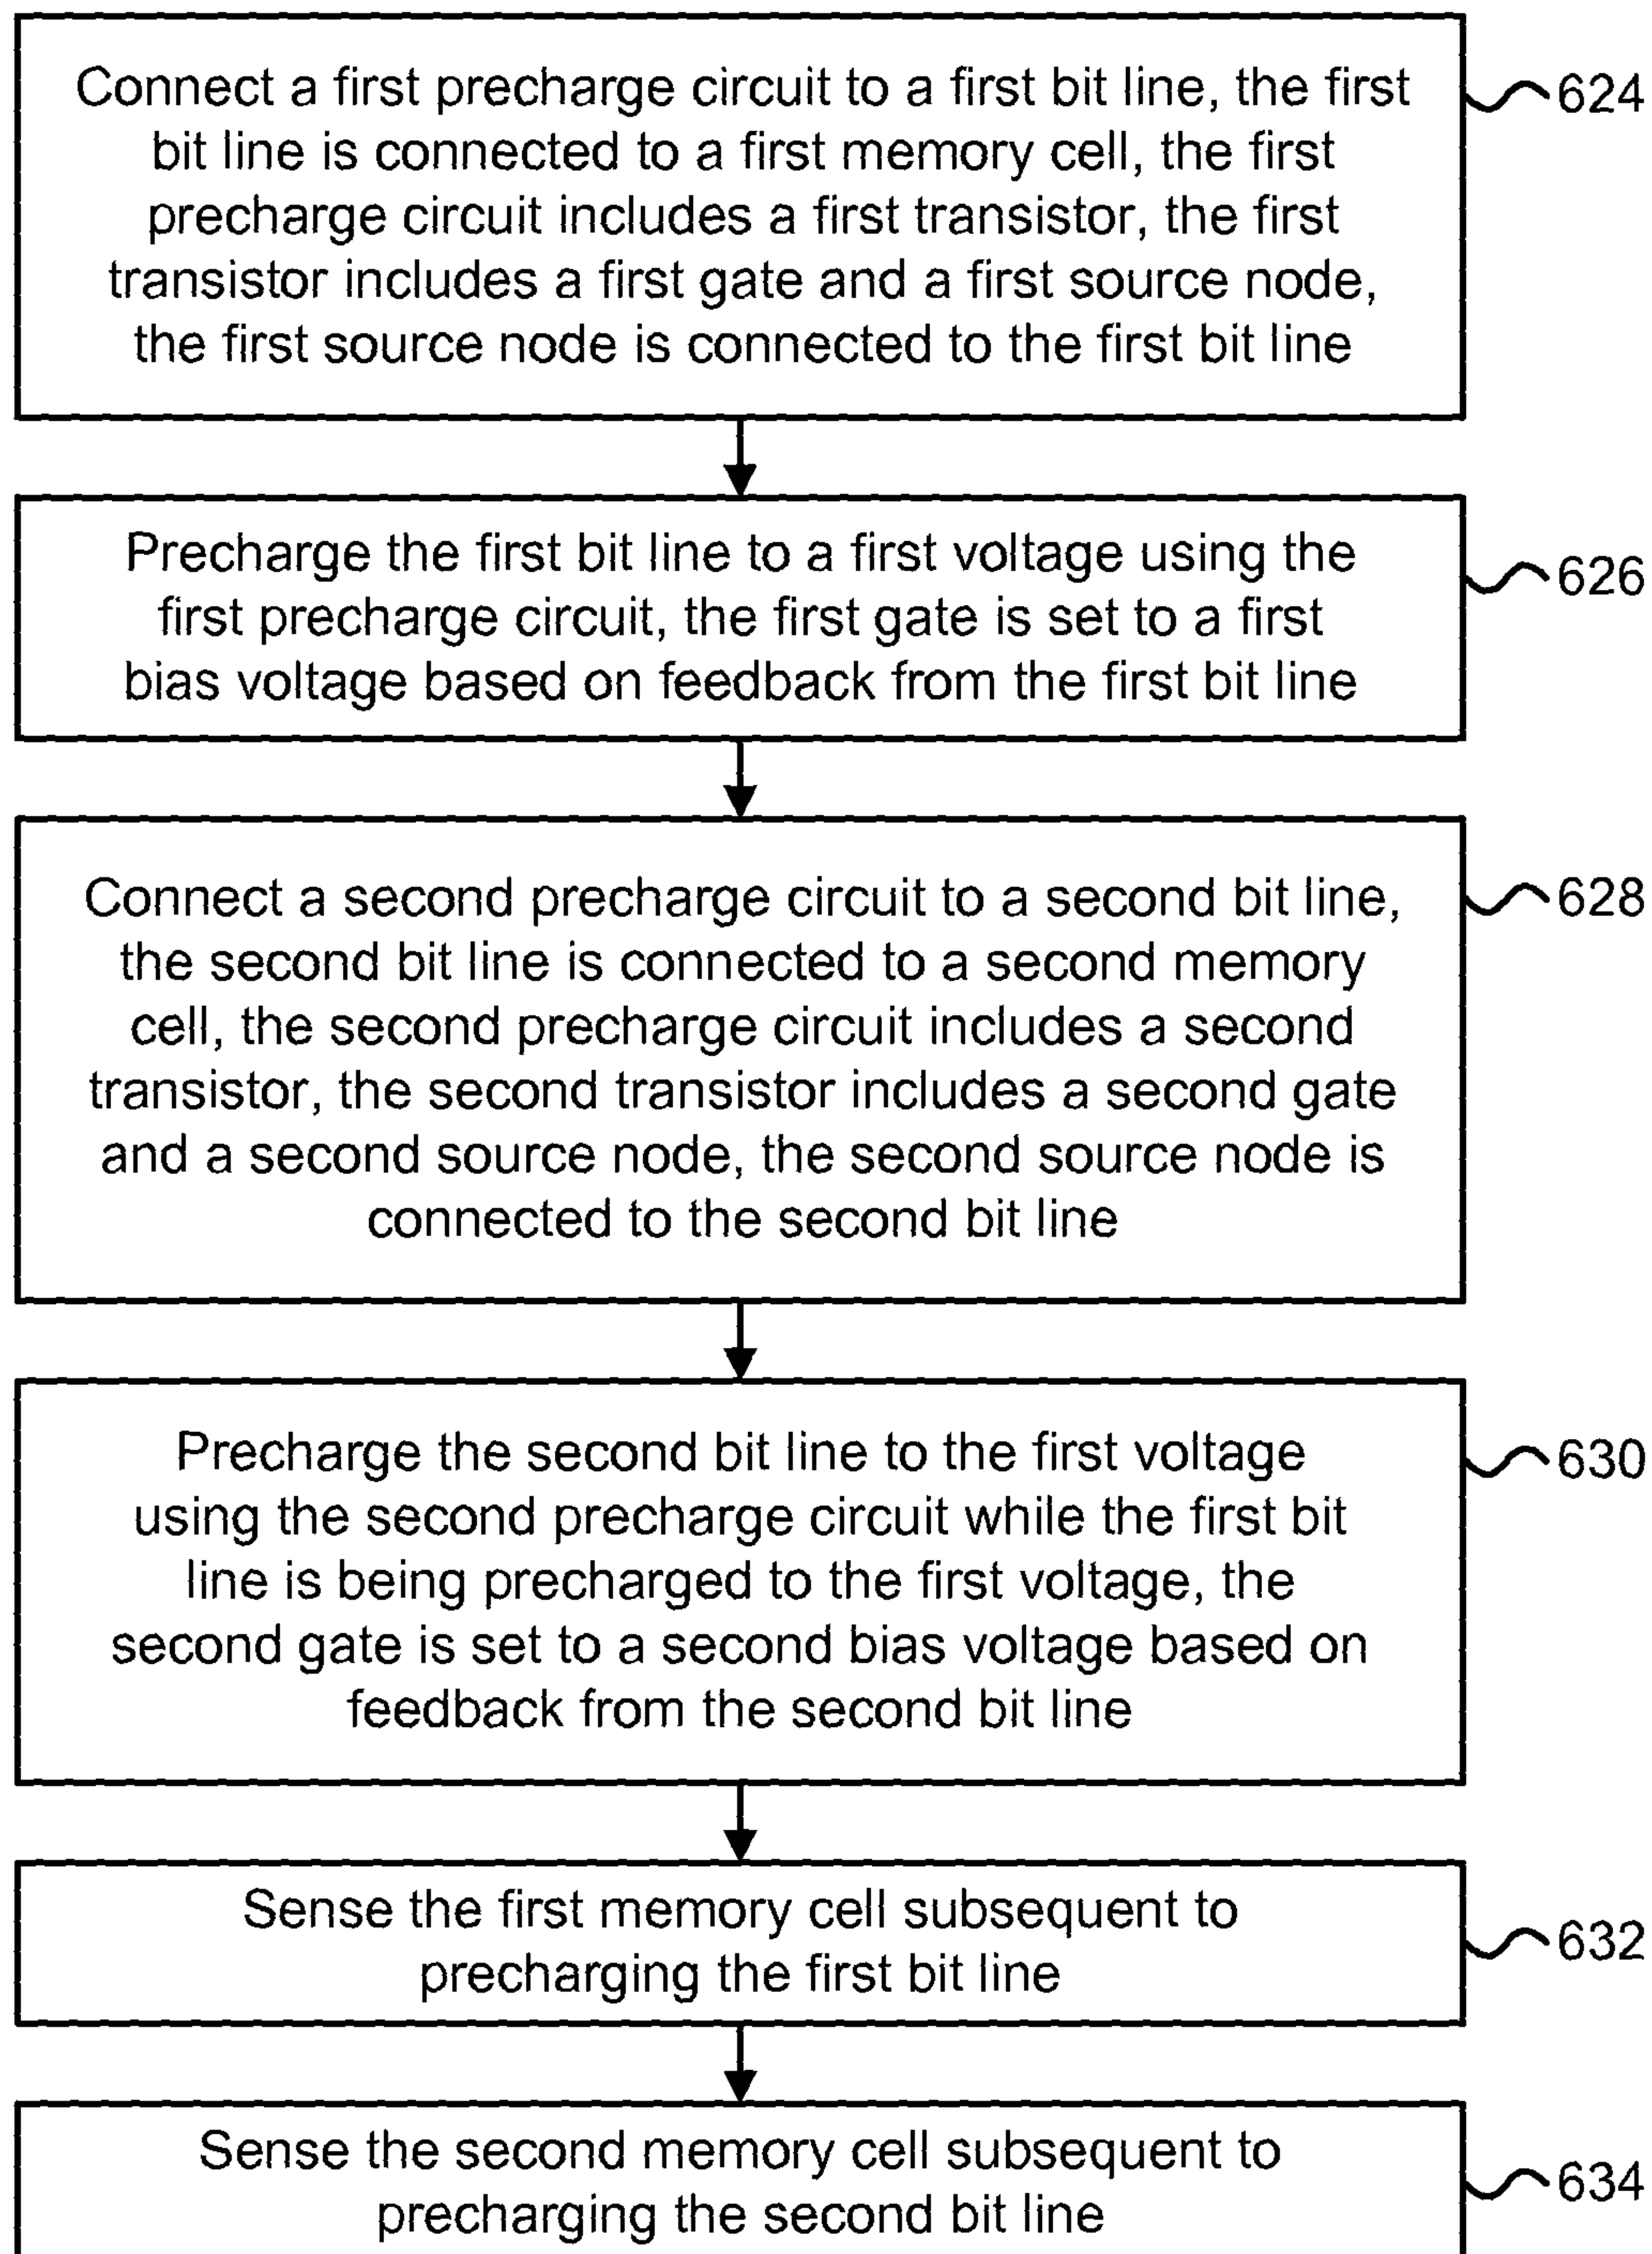 Connect a first precharge circuit to a first bit line, the first
bit line is connected to a first memory cell, the first
precharge circuit includes a first transistor, the first
transistor includes a first gate and a first source node,
the first source node is connected to the first bit line
624
Precharge the first bit line to a first voltage using the
first precharge circuit, the first gate is set to a first
bias voltage based on feedback from the first bit line
626
Connect a second precharge circuit to a second bit line,
the second bit line is connected to a second memory
cell, the second precharge circuit includes a second
transistor, the second transistor includes a second gate
and a second source node, the second source node is
connected to the second bit line
628
Precharge the second bit line to the first voltage
using the second precharge circuit while the first bit
line is being precharged to the first voltage, the
second gate is set to a second bias voltage based on
feedback from the second bit line
630
Sense the first memory cell subsequent to
precharging the first bit line
632
Sense the second memory cell subsequent to
precharging the second bit line
634